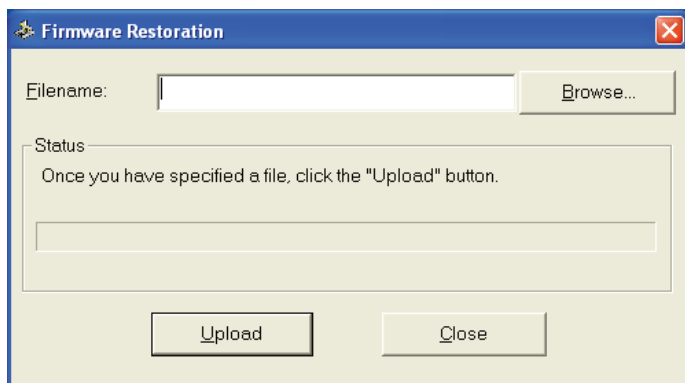 Firmware Restoration
Filename:
Browse...
Status
Once you have specified a file, click the "Upload" button.
Upload
Close